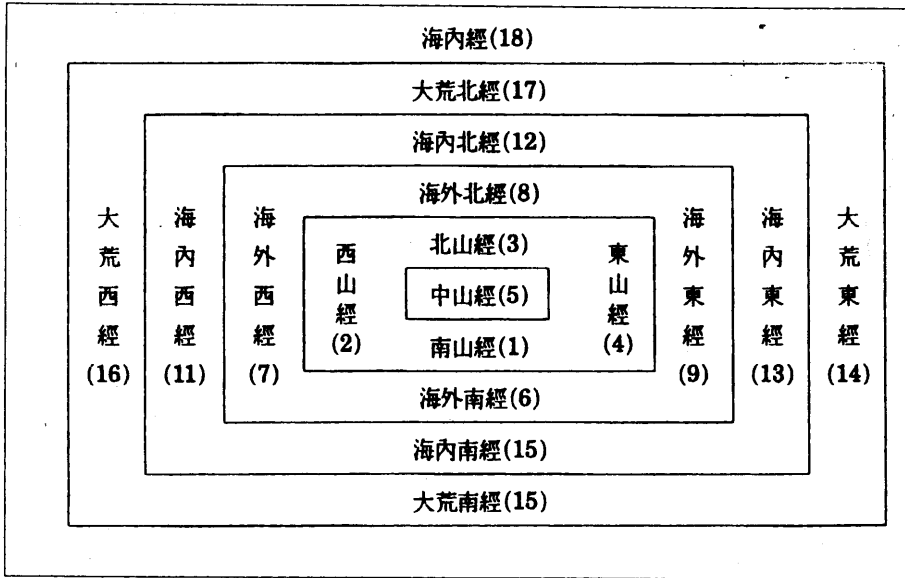 海內經(18)
大荒北經(17)
海內北經(12)
海外北經(8)
北山經(3)
中山經(5)
南山經(1)
海外南經(6)
海內南經(15)
大荒南經(15)
大荒西經(16)
海內西經(11)
海外西經(7)
西山經(2)
東山經(4)
海外東經(9)
海內東經(13)
大荒東經(14)